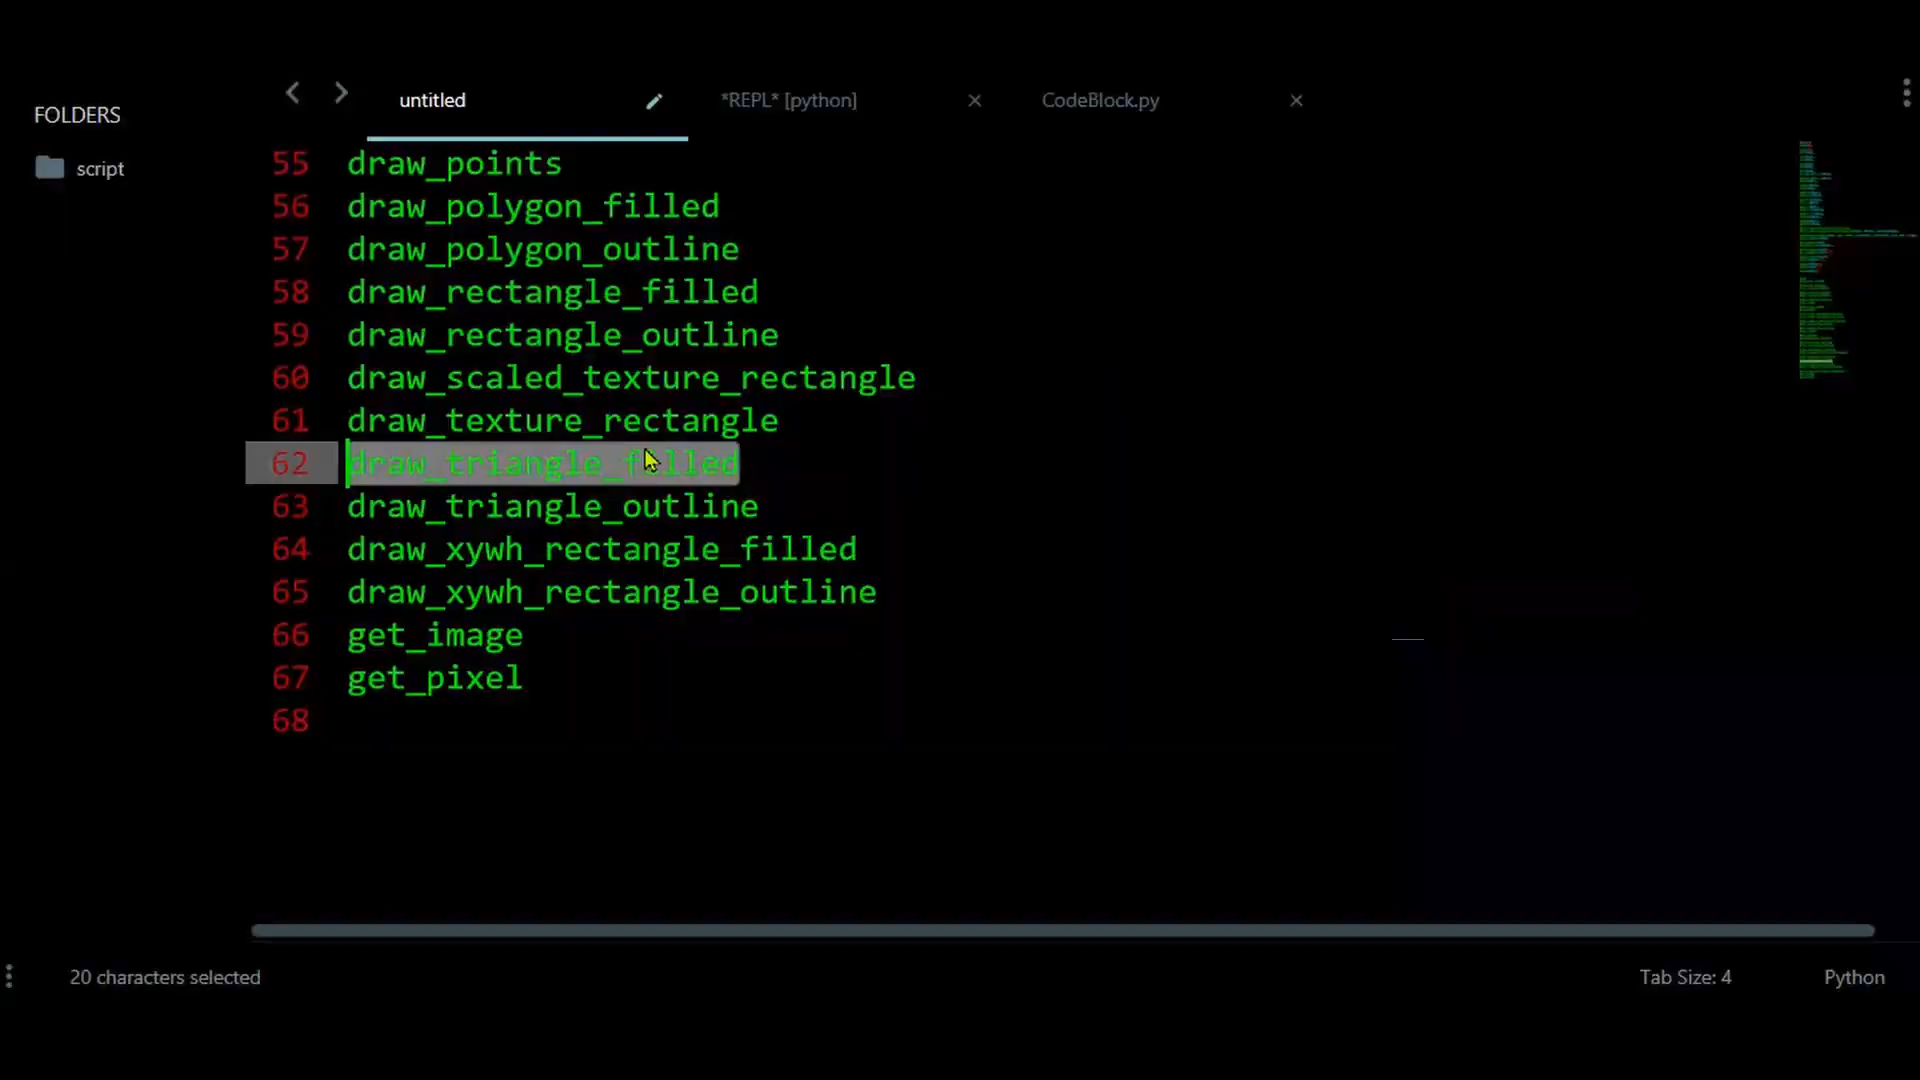 FOLDERS
script
untitled
*REPL* [python]
CodeBlock.py
55 draw_points
56 draw_polygon_filled
57 draw_polygon_outline
58 draw_rectangle_filled
59 draw_rectangle_outline
60 draw_scaled_texture_rectangle
61 draw_texture_rectangle
62 draw_triangle_filled
63 draw_triangle_outline
64 draw_xywh_rectangle_filled
65 draw_xywh_rectangle_outline
66 get_image
67 get_pixel
68
20 characters selected
Tab Size: 4
Python